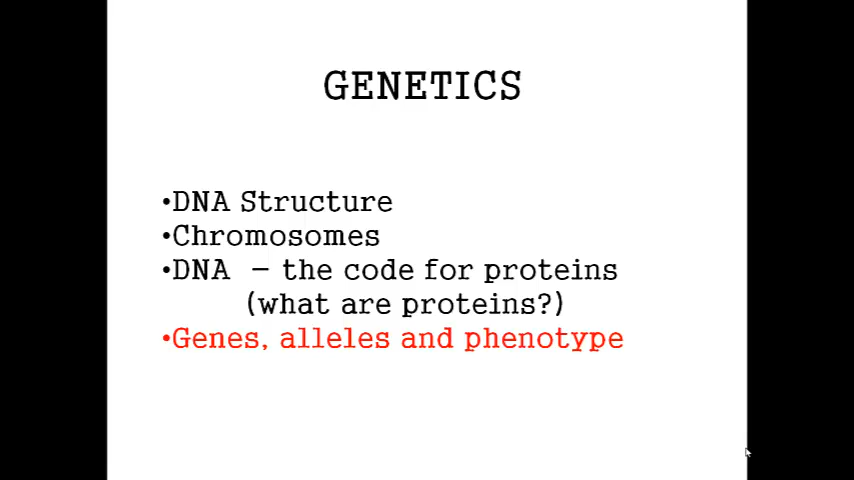 GENETICS
•DNA Structure
•Chromosomes
•DNA – the code for proteins
(what are proteins?)
•Genes, alleles and phenotype